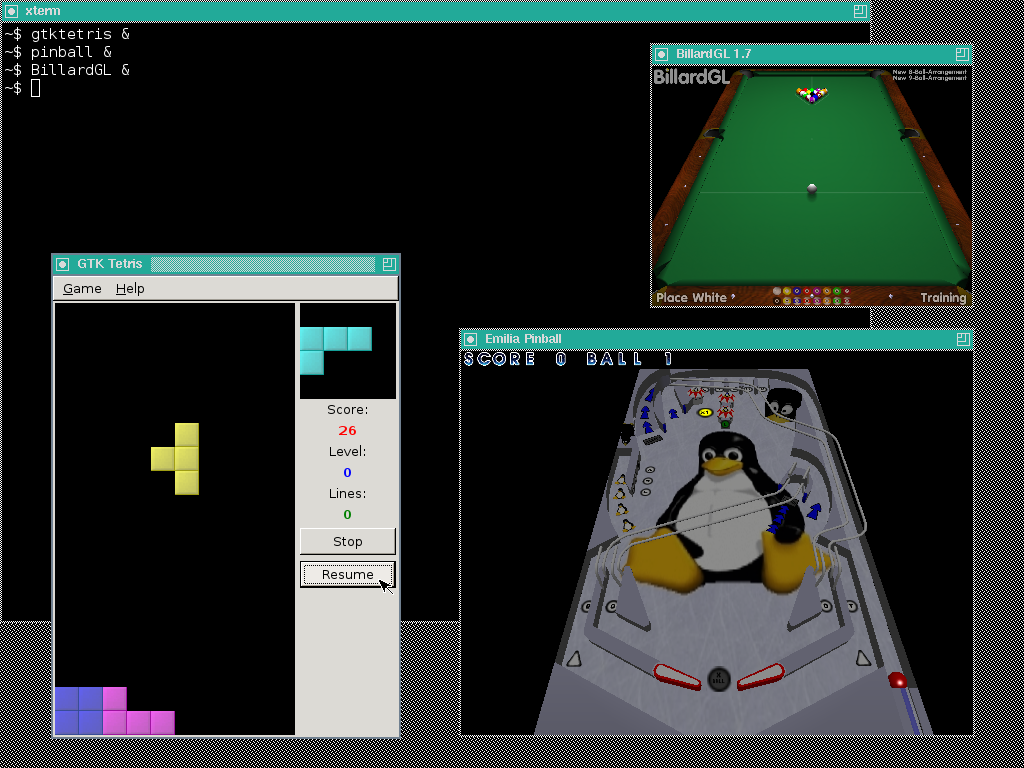 xterm
~$ gtktetris &
~$ pinball &
~$ BillardGL &
~$
BillardGL 1.7
BillardGL
New 8-Ball-Arrangement
New 9-Ball-Arrangement
Place White
Training
GTK Tetris
Game Help
Score:
26
Level:
0
Lines:
0
Stop
Resume
Emilia Pinball
SCORE 0 BALL 1